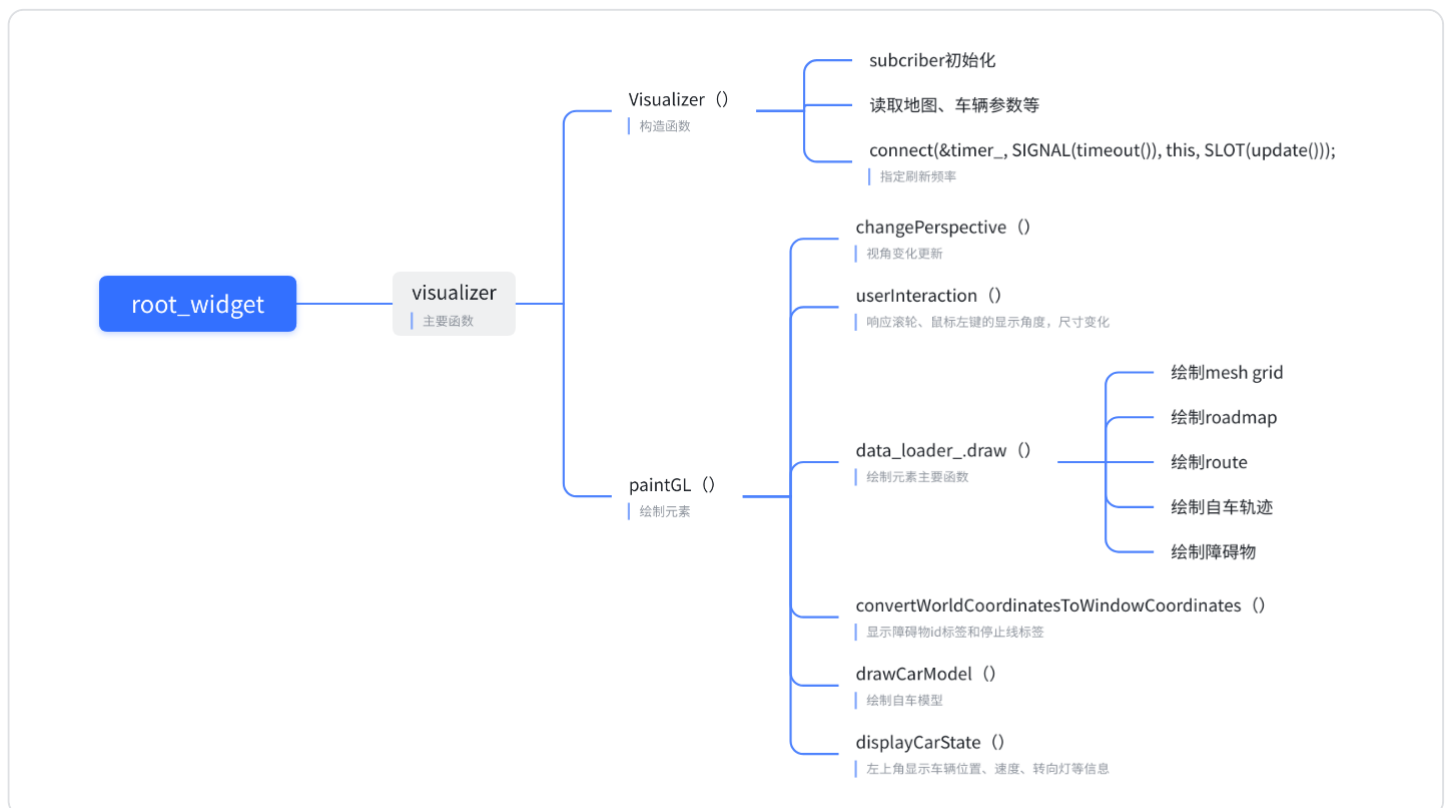 root_widget
visualizer
主要函数
Visualizer（）
构造函数
subcriber初始化
读取地图、车辆参数等
connect(&timer_, SIGNAL(timeout()), this, SLOT(update()));
指定刷新频率
paintGL（）
绘制元素
changePerspective（）
视角变化更新
userInteraction（）
响应滚轮、鼠标左键的显示角度，尺寸变化
data_loader_.draw（）
绘制元素主要函数
绘制mesh grid
绘制roadmap
绘制route
绘制自车轨迹
绘制障碍物
convertWorldCoordinatesToWindowCoordinates（）
显示障碍物id标签和停止线标签
drawCarModel（）
绘制自车模型
displayCarState（）
左上角显示车辆位置、速度、转向灯等信息